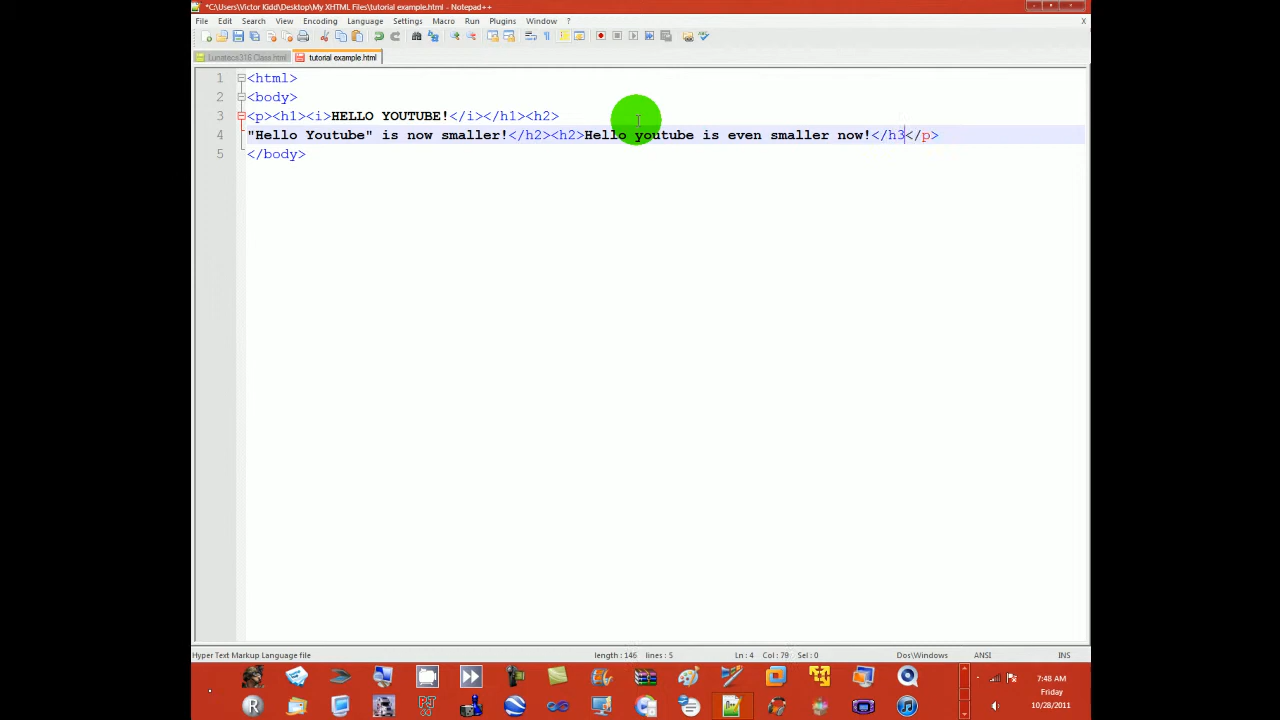 *C:\Users\Victor Kidd\Desktop\My XHTML Files\tutorial example.html - Notepad++
File Edit Search View Encoding Language Settings Macro Run Plugins Window ? X
Lunateco316 Class.html tutorial example.html
1 <html>
2 <body>
3 <p><h1><i>HELLO YOUTUBE!</i></h1><h2>
4 "Hello Youtube" is now smaller!</h2><h2>Hello youtube is even smaller now!</h3</p>
5 </body>
Hyper Text Markup Language file length : 146 lines : 5 Ln : 4 Col : 79 Sel : 0 Dos\Windows ANSI INS
7:48 AM
Friday
10/28/2011